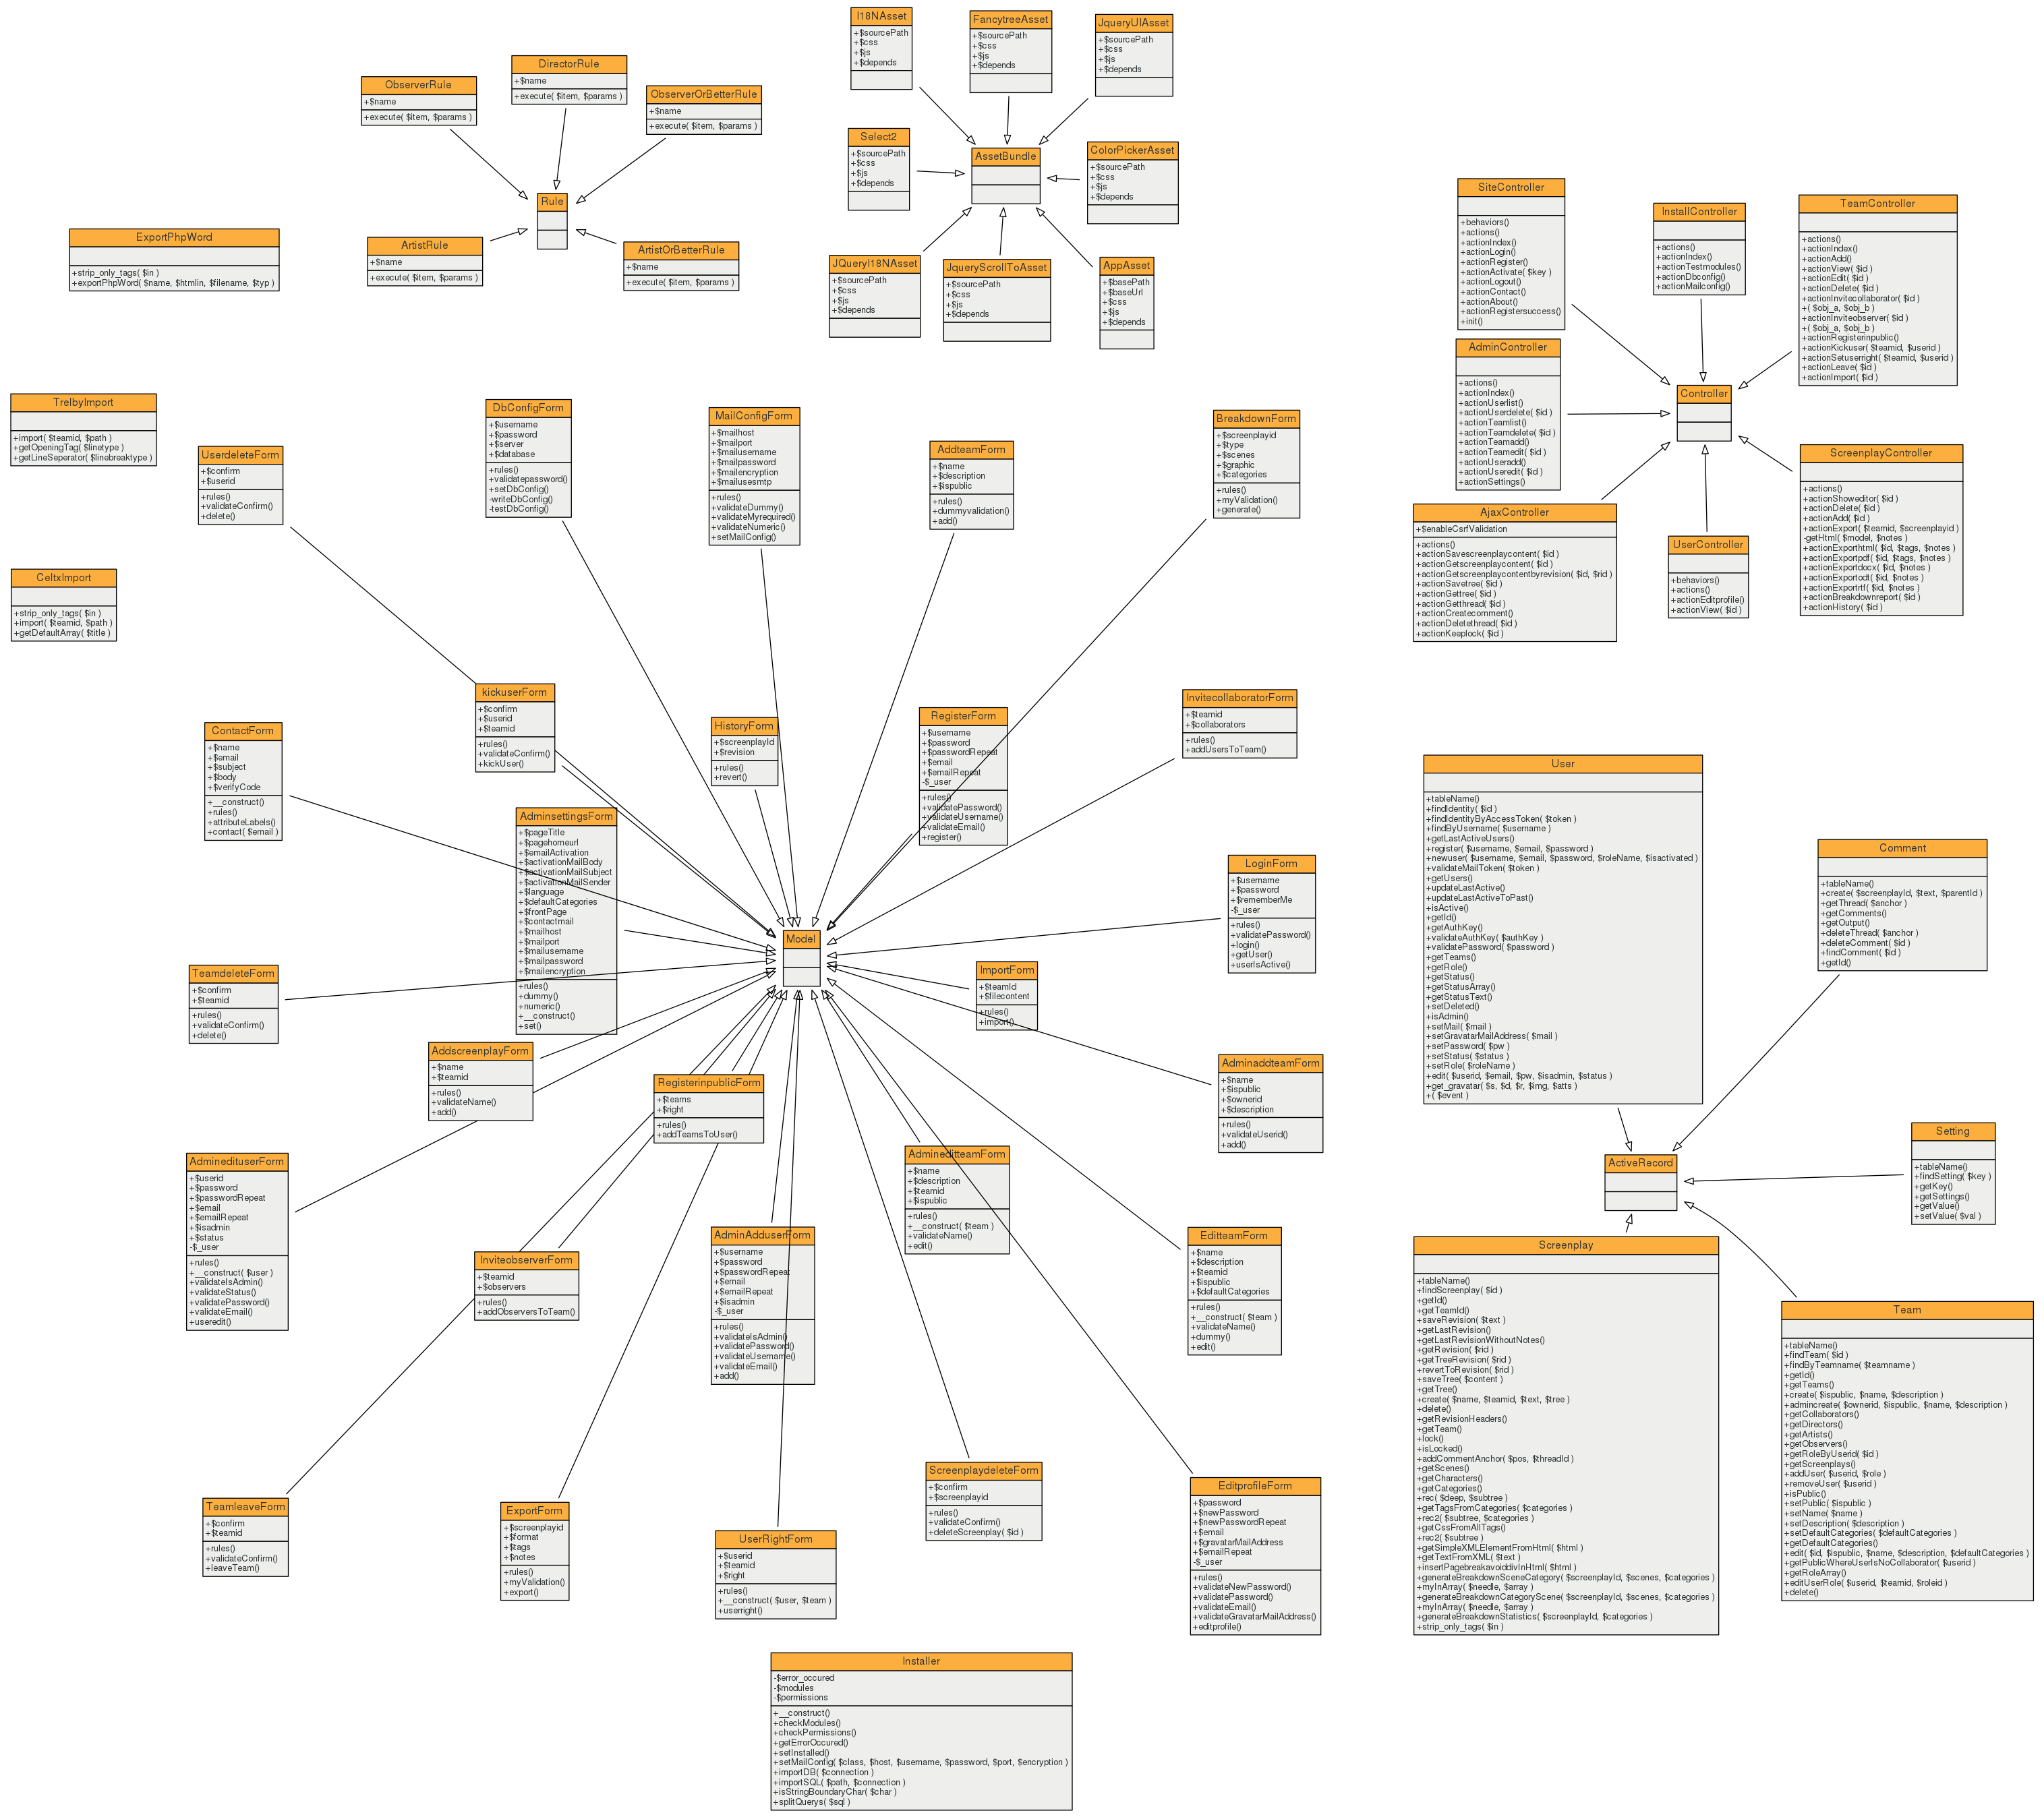 I18NAsset
+$sourcePath
+$css
+$js
+$depends
FancytreeAsset
+$sourcePath
+$css
+$js
+$depends
JqueryUIAsset
+$sourcePath
+$css
+$js
+$depends
DirectorRule
+$name
+execute( $item, $params )
ObserverRule
+$name
+execute( $item, $params )
ObserverOrBetterRule
+$name
+execute( $item, $params )
Select2
+$sourcePath
+$css
+$js
+$depends
AssetBundle
ColorPickerAsset
+$sourcePath
+$css
+$js
+$depends
Rule
ExportPhpWord
+strip_only_tags( $in )
+exportPhpWord( $name, $htmlin, $filename, $typ )
ArtistRule
+$name
+execute( $item, $params )
ArtistOrBetterRule
+$name
+execute( $item, $params )
JQueryI18NAsset
+$sourcePath
+$css
+$js
+$depends
JqueryScrollToAsset
+$sourcePath
+$css
+$js
+$depends
AppAsset
+$basePath
+$baseUrl
+$css
+$js
+$depends
SiteController
+behaviors()
+actions()
+actionIndex()
+actionLogin()
+actionRegister()
+actionActivate( $key )
+actionLogout()
+actionContact()
+actionAbout()
+actionRegistersuccess()
+init()
InstallController
+actions()
+actionIndex()
+actionTestmodules()
+actionDbconfig()
+actionMailconfig()
TeamController
+actions()
+actionIndex()
+actionAdd()
+actionView( $id )
+actionEdit( $id )
+actionDelete( $id )
+actionInvitecollaborator( $id )
+( $obj_a, $obj_b )
+actionInviteobserver( $id )
+( $obj_a, $obj_b )
+actionRegisterinpublic()
+actionKickuser( $teamid, $userid )
+actionSetuserright( $teamid, $userid )
+actionLeave( $id )
+actionImport( $id )
AdminController
+actions()
+actionIndex()
+actionUserlist()
+actionUserdelete( $id )
+actionTeamlist()
+actionTeamdelete( $id )
+actionTeamadd()
+actionTeamedit( $id )
+actionUseradd()
+actionUseredit( $id )
+actionSettings()
Controller
AjaxController
+$enableCsrfValidation
+actions()
+actionSavescreenplaycontent( $id )
+actionGetscreenplaycontent( $id )
+actionGetscreenplaycontentbyrevision( $id, $rid )
+actionSavetree( $id )
+actionGettree( $id )
+actionGetthread( $id )
+actionCreatecomment()
+actionDeletethread( $id )
+actionKeeplock( $id )
UserController
+behaviors()
+actions()
+actionEditprofile()
+actionView( $id )
ScreenplayController
+actions()
+actionShoweditor( $id )
+actionDelete( $id )
+actionAdd( $id )
+actionExport( $teamid, $screenplayid )
-getHtml( $model, $notes )
+actionExporthtml( $id, $tags, $notes )
+actionExportpdf( $id, $tags, $notes )
+actionExportdocx( $id, $notes )
+actionExportodt( $id, $notes )
+actionExportrtf( $id, $notes )
+actionBreakdownreport( $id )
+actionHistory( $id )
TrelbyImport
+import( $teamid, $path )
+getOpeningTag( $linetype )
+getLineSeperator( $linebreaktype )
UserdeleteForm
+$confirm
+$userid
+rules()
+validateConfirm()
+delete()
DbConfigForm
+$username
+$password
+$server
+$database
+rules()
+validatepassword()
+setDbConfig()
-writeDbConfig()
-testDbConfig()
MailConfigForm
+$mailhost
+$mailport
+$mailusername
+$mailpassword
+$mailencryption
+$mailusesmtp
+rules()
+validateDummy()
+validateMyrequired()
+validateNumeric()
+setMailConfig()
AddteamForm
+$name
+$description
+$ispublic
+rules()
+dummyvalidation()
+add()
BreakdownForm
+$screenplayid
+$type
+$scenes
+$graphic
+$categories
+rules()
+myValidation()
+generate()
CeltxImport
+strip_only_tags( $in )
+import( $teamid, $path )
+getDefaultArray( $title )
kickuserForm
+$confirm
+$userid
+$teamid
+rules()
+validateConfirm()
+kickUser()
ContactForm
+$name
+$email
+$subject
+$body
+$verifyCode
+__construct()
+rules()
+attributeLabels()
+contact( $email )
HistoryForm
+$screenplayId
+$revision
+rules()
+revert()
RegisterForm
+$username
+$password
+$passwordRepeat
+$email
+$emailRepeat
-$_user
+rules()
+validatePassword()
+validateUsername()
+validateEmail()
+register()
InvitecollaboratorForm
+$teamid
+$collaborators
+rules()
+addUsersToTeam()
AdminsettingsForm
+$pageTitle
+$pagehomeurl
+$emailActivation
+$activationMailBody
+$activationMailSubject
+$activationMailSender
+$language
+$defaultCategories
+$frontPage
+$contactmail
+$mailhost
+$mailport
+$mailusername
+$mailpassword
+$mailencryption
+rules()
+dummy()
+numeric()
+__construct()
+set()
LoginForm
+$username
+$password
+$rememberMe
-$_user
+rules()
+validatePassword()
+login()
+getUser()
+userIsActive()
Model
TeamdeleteForm
+$confirm
+$teamid
+rules()
+validateConfirm()
+delete()
ImportForm
+$teamId
+$filecontent
+rules()
+import()
AddscreenplayForm
+$name
+$teamid
+rules()
+validateName()
+add()
RegisterinpublicForm
+$teams
+$right
+rules()
+addTeamsToUser()
AdminaddteamForm
+$name
+$ispublic
+$ownerid
+$description
+rules()
+validateUserid()
+add()
AdminedituserForm
+$userid
+$password
+$passwordRepeat
+$email
+$emailRepeat
+$isadmin
+$status
-$_user
+rules()
+__construct( $user )
+validateIsAdmin()
+validateStatus()
+validatePassword()
+validateEmail()
+useredit()
AdmineditteamForm
+$name
+$description
+$teamid
+$ispublic
+rules()
+__construct( $team )
+validateName()
+edit()
InviteobserverForm
+$teamid
+$observers
+rules()
+addObserversToTeam()
AdminAdduserForm
+$username
+$password
+$passwordRepeat
+$email
+$emailRepeat
+$isadmin
-$_user
+rules()
+validateIsAdmin()
+validatePassword()
+validateUsername()
+validateEmail()
+add()
EditteamForm
+$name
+$description
+$teamid
+$ispublic
+$defaultCategories
+rules()
+__construct( $team )
+validateName()
+dummy()
+edit()
TeamleaveForm
+$confirm
+$teamid
+rules()
+validateConfirm()
+leaveTeam()
ExportForm
+$screenplayid
+$format
+$tags
+$notes
+rules()
+myValidation()
+export()
UserRightForm
+$userid
+$teamid
+$right
+rules()
+__construct( $user, $team )
+userright()
ScreenplaydeleteForm
+$confirm
+$screenplayid
+rules()
+validateConfirm()
+deleteScreenplay( $id )
EditprofileForm
+$password
+$newPassword
+$newPasswordRepeat
+$email
+$gravatarMailAddress
+$emailRepeat
-$_user
+rules()
+validateNewPassword()
+validatePassword()
+validateEmail()
+validateGravatarMailAddress()
+editprofile()
User
+tableName()
+findIdentity( $id )
+findIdentityByAccessToken( $token )
+findByUsername( $username )
+getLastActiveUsers()
+register( $username, $email, $password )
+newuser( $username, $email, $password, $roleName, $isactivated )
+validateMailToken( $token )
+getUsers()
+updateLastActive()
+updateLastActiveToPast()
+isActive()
+getId()
+getAuthKey()
+validateAuthKey( $authKey )
+validatePassword( $password )
+getTeams()
+getRole()
+getStatus()
+getStatusArray()
+getStatusText()
+setDeleted()
+isAdmin()
+setMail( $mail )
+setGravatarMailAddress( $mail )
+setPassword( $pw )
+setStatus( $status )
+setRole( $roleName )
+edit( $userid, $email, $pw, $isadmin, $status )
+get_gravatar( $s, $d, $r, $img, $atts )
+( $event )
Comment
+tableName()
+create( $screenplayId, $text, $parentId )
+getThread( $anchor )
+getComments()
+getOutput()
+deleteThread( $anchor )
+deleteComment( $id )
+findComment( $id )
+getId()
ActiveRecord
Setting
+tableName()
+findSetting( $key )
+getKey()
+getSettings()
+getValue()
+setValue( $val )
Screenplay
+tableName()
+findScreenplay( $id )
+getId()
+getTeamId()
+saveRevision( $text )
+getLastRevision()
+getLastRevisionWithoutNotes()
+getRevision( $rid )
+getTreeRevision( $rid )
+revertToRevision( $rid )
+saveTree( $content )
+getTree()
+create( $name, $teamid, $text, $tree )
+delete()
+getRevisionHeaders()
+getTeam()
+lock()
+isLocked()
+addCommentAnchor( $pos, $threadId )
+getScenes()
+getCharacters()
+getCategories()
+rec( $deep, $subtree )
+getTagsFromCategories( $categories )
+rec2( $subtree, $categories )
+getCssFromAllTags()
+rec2( $subtree )
+getSimpleXMLElementFromHtml( $html )
+getTextFromXML( $text )
+insertPagebreakavoiddivInHtml( $html )
+generateBreakdownSceneCategory( $screenplayId, $scenes, $categories )
+myInArray( $needle, $array )
+generateBreakdownCategoryScene( $screenplayId, $scenes, $categories )
+myInArray( $needle, $array )
+generateBreakdownStatistics( $screenplayId, $categories )
+strip_only_tags( $in )
Team
+tableName()
+findTeam( $id )
+findByTeamname( $teamname )
+getId()
+getTeams()
+create( $ispublic, $name, $description )
+admincreate( $ownerid, $ispublic, $name, $description )
+getCollaborators()
+getDirectors()
+getArtists()
+getObservers()
+getRoleByUserid( $id )
+getScreenplays()
+addUser( $userid, $role )
+removeUser( $userid )
+isPublic()
+setPublic( $ispublic )
+setName( $name )
+setDescription( $description )
+setDefaultCategories( $defaultCategories )
+getDefaultCategories()
+edit( $id, $ispublic, $name, $description, $defaultCategories )
+getPublicWhereUserIsNoCollaborator( $userid )
+getRoleArray()
+editUserRole( $userid, $teamid, $roleid )
+delete()
Installer
-$error_occured
-$modules
-$permissions
+__construct()
+checkModules()
+checkPermissions()
+getErrorOccured()
+setInstalled()
+setMailConfig( $class, $host, $username, $password, $port, $encryption )
+importDB( $connection )
+importSQL( $path, $connection )
+isStringBoundaryChar( $char )
+splitQuerys( $sql )